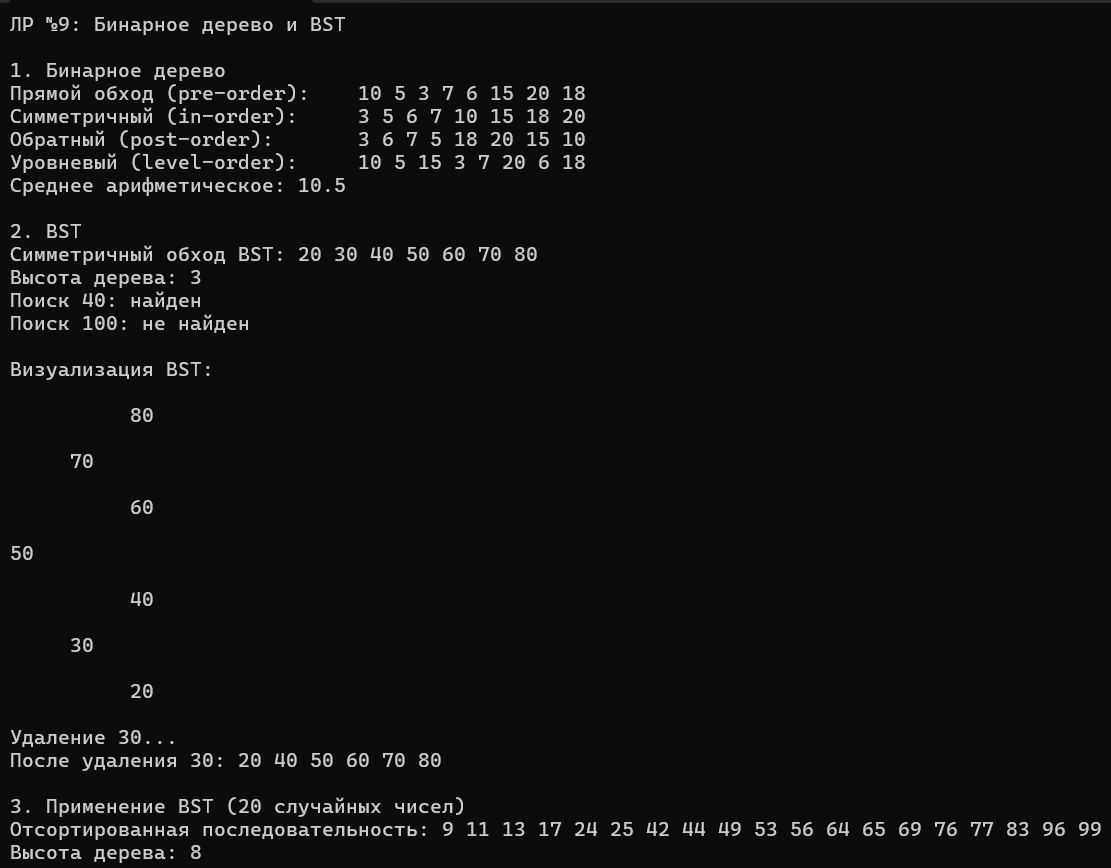 ЛР №9: Бинарное дерево и BST
1. Бинарное дерево
Прямой обход (pre-order): 10 5 3 7 6 15 20 18
Симметричный (in-order): 3 5 6 7 10 15 18 20
Обратный (post-order): 3 6 7 5 18 20 15 10
Уровневый (level-order): 10 5 15 3 7 20 6 18
Среднее арифметическое: 10.5
2. BST
Симметричный обход BST: 20 30 40 50 60 70 80
Высота дерева: 3
Поиск 40: найден
Поиск 100: не найден
Визуализация BST:
80
70
60
50
40
30
20
Удаление 30...
После удаления 30: 20 40 50 60 70 80
3. Применение BST (20 случайных чисел)
Отсортированная последовательность: 9 11 13 17 24 25 42 44 49 53 56 64 65 69 76 77 83 96 99
Высота дерева: 8